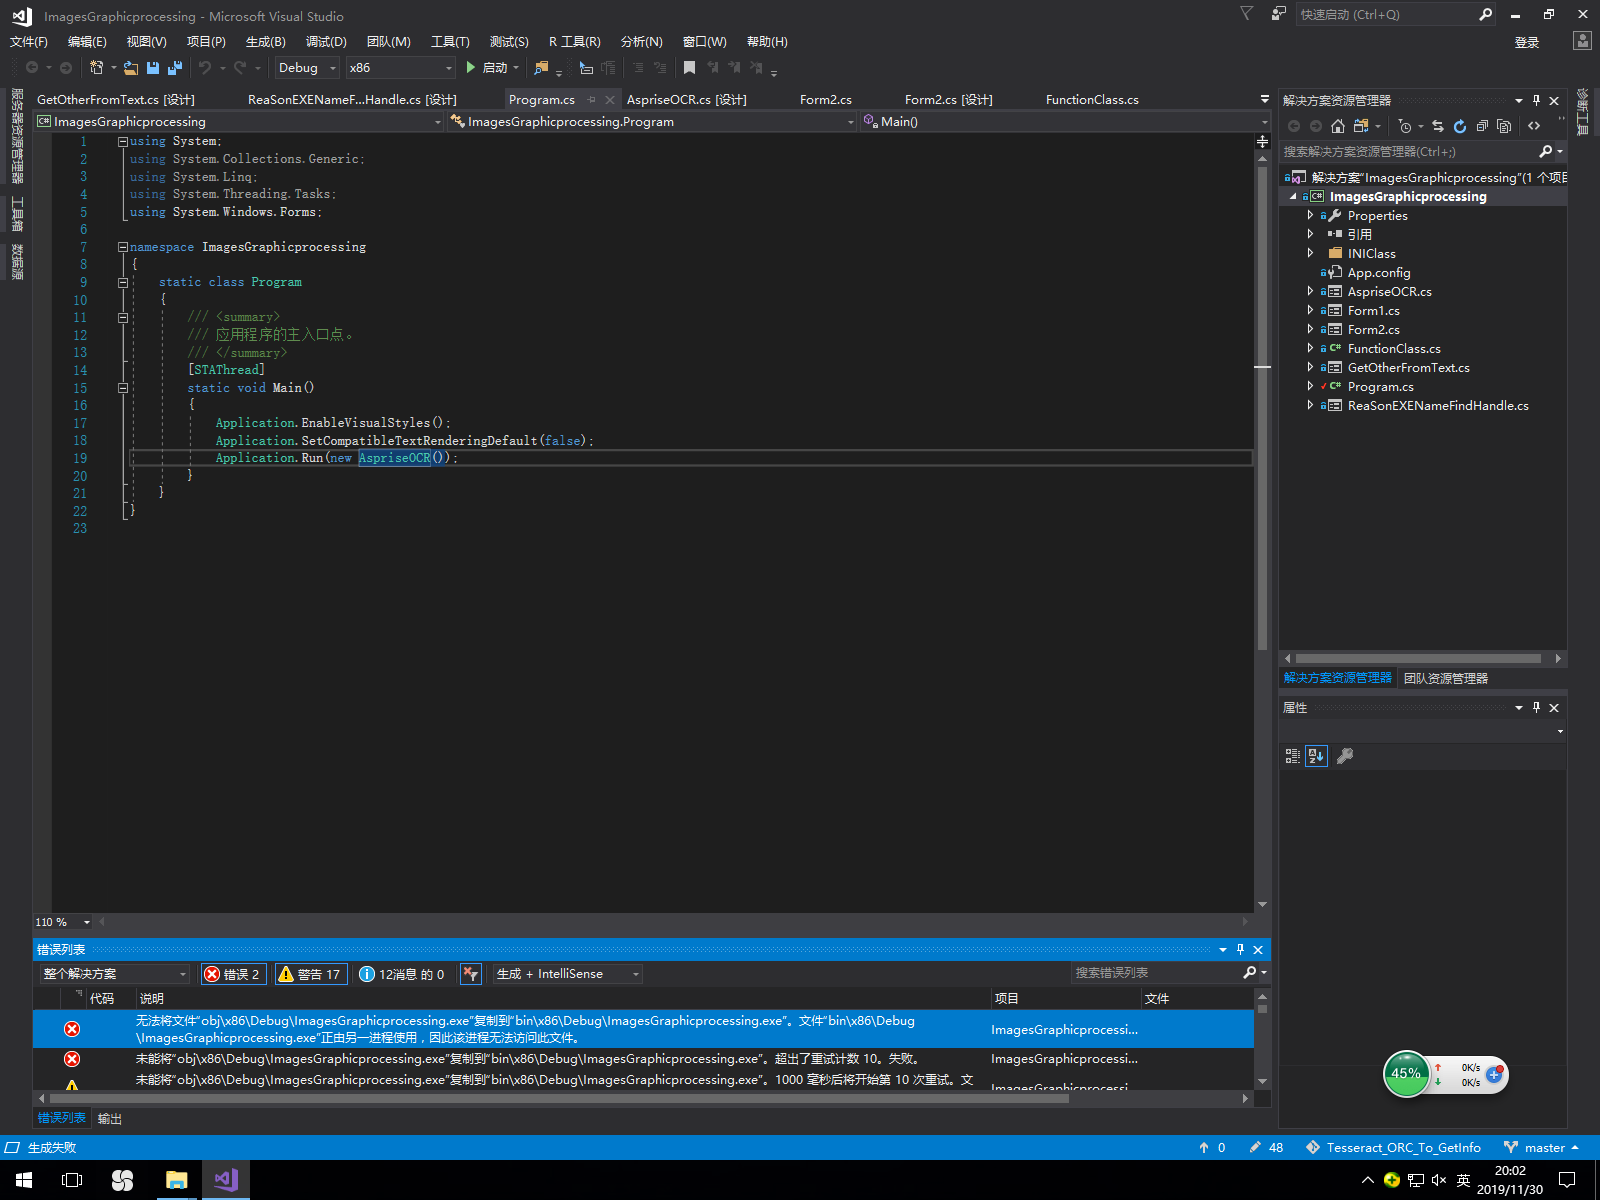 ImagesGraphicprocessing - Microsoft Visual Studio
快速启动 (Ctrl+Q)
文件(F) 编辑(E) 视图(V) 项目(P) 生成(B) 调试(D) 团队(M) 工具(T) 测试(S) R 工具(R) 分析(N) 窗口(W) 帮助(H)
登录
Debug x86 启动
服务器资源管理器
工具箱
数据源
GetOtherFromText.cs [设计] ReaSonEXENameF...Handle.cs [设计] Program.cs AspriseOCR.cs [设计] Form2.cs Form2.cs [设计] FunctionClass.cs
ImagesGraphicprocessing ImagesGraphicprocessing.Program Main()
1 using System;
2 using System.Collections.Generic;
3 using System.Linq;
4 using System.Threading.Tasks;
5 using System.Windows.Forms;
6
7 namespace ImagesGraphicprocessing
8 {
9 static class Program
10 {
11 /// <summary>
12 /// 应用程序的主入口点。
13 /// </summary>
14 [STAThread]
15 static void Main()
16 {
17 Application.EnableVisualStyles();
18 Application.SetCompatibleTextRenderingDefault(false);
19 Application.Run(new AspriseOCR());
20 }
21 }
22 }
23
110 %
解决方案资源管理器
搜索解决方案资源管理器(Ctrl+;)
解决方案"ImagesGraphicprocessing"(1 个项目
ImagesGraphicprocessing
Properties
引用
INIClass
App.config
AspriseOCR.cs
Form1.cs
Form2.cs
FunctionClass.cs
GetOtherFromText.cs
Program.cs
ReaSonEXENameFindHandle.cs
解决方案资源管理器 团队资源管理器
诊断工具
属性
错误列表
整个解决方案 错误 2 警告 17 12消息 的 0 生成 + IntelliSense 搜索错误列表
代码 说明 项目 文件
无法将文件"obj\x86\Debug\ImagesGraphicprocessing.exe"复制到"bin\x86\Debug\ImagesGraphicprocessing.exe"。文件"bin\x86\Debug
\ImagesGraphicprocessing.exe"正由另一进程使用，因此该进程无法访问此文件。 ImagesGraphicprocessi...
未能将"obj\x86\Debug\ImagesGraphicprocessing.exe"复制到"bin\x86\Debug\ImagesGraphicprocessing.exe"。超出了重试计数 10。失败。 ImagesGraphicprocessi...
未能将"obj\x86\Debug\ImagesGraphicprocessing.exe"复制到"bin\x86\Debug\ImagesGraphicprocessing.exe"。1000 毫秒后将开始第 10 次重试。文 ImagesGraphicprocessi...
错误列表 输出
45% 0K/s
0K/s
生成失败 0 48 Tesseract_ORC_To_GetInfo master
英 20:02
2019/11/30